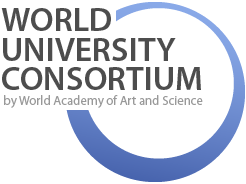 WORLD
UNIVERSITY
CONSORTIUM
by World Academy of Art and Science